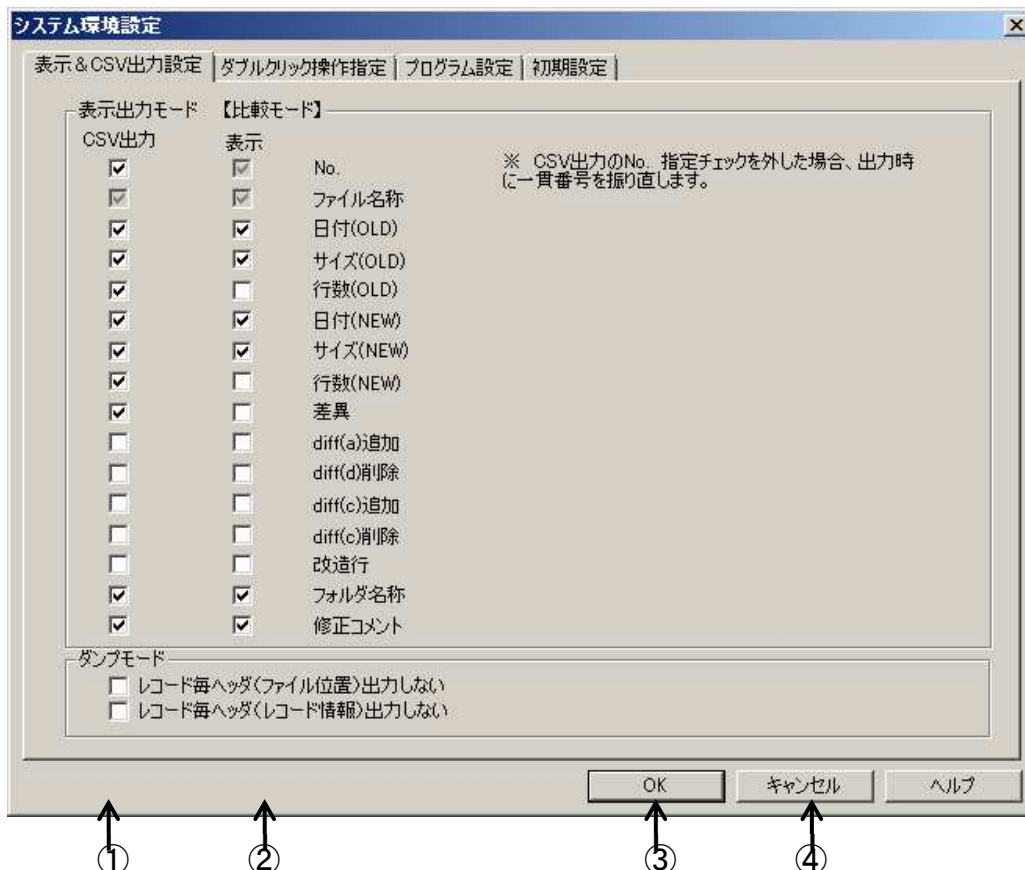 システム環境設定
表示&CSV出力設定 ダブルクリック操作指定 プログラム設定 初期設定
表示出力モード 【比較モード】
CSV出力 表示
No.
※ CSV出力のNo. 指定チェックを外した場合、出力時
に一貫番号を振り直します。
ファイル名称
日付(OLD)
サイズ(OLD)
行数(OLD)
日付(NEW)
サイズ(NEW)
行数(NEW)
差異
diff(a)追加
diff(d)削除
diff(c)追加
diff(c)削除
改造行
フォルダ名称
修正コメント
ダンプモード
レコード毎ヘッダ(ファイル位置)出力しない
レコード毎ヘッダ(レコード情報)出力しない
OK キャンセル ヘルプ
① ② ③ ④